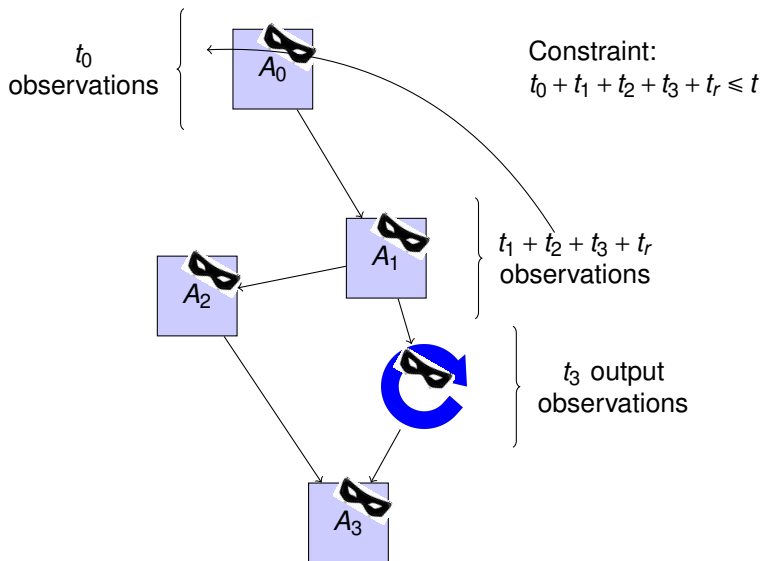 t₀
observations
A₀
Constraint:
t₀ + t₁ + t₂ + t₃ + tᵣ ⩽ t
A₁
t₁ + t₂ + t₃ + tᵣ
observations
A₂
t₃ output
observations
A₃